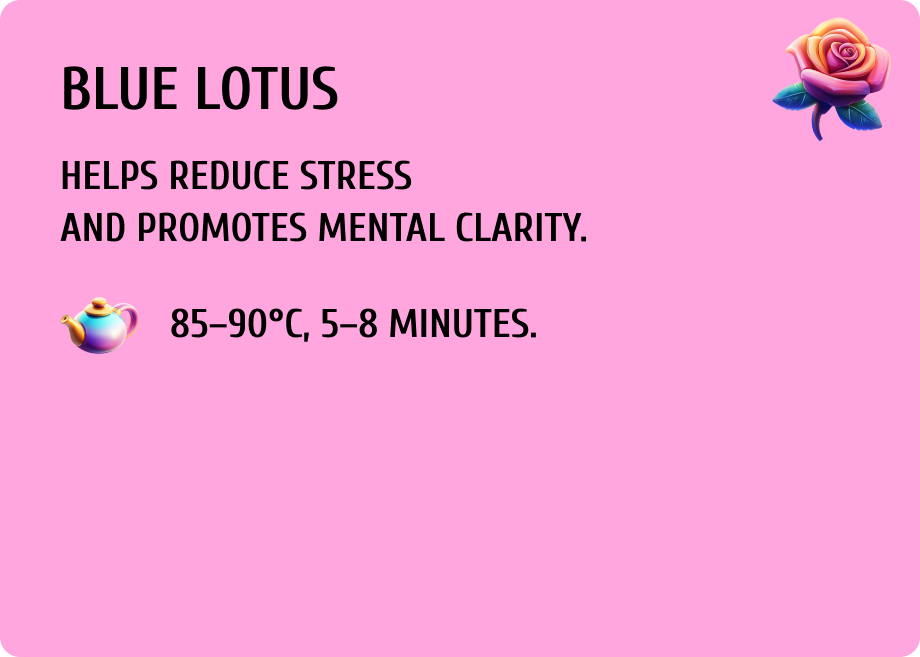 BLUE LOTUS
HELPS REDUCE STRESS
AND PROMOTES MENTAL CLARITY.
85–90°C, 5–8 MINUTES.